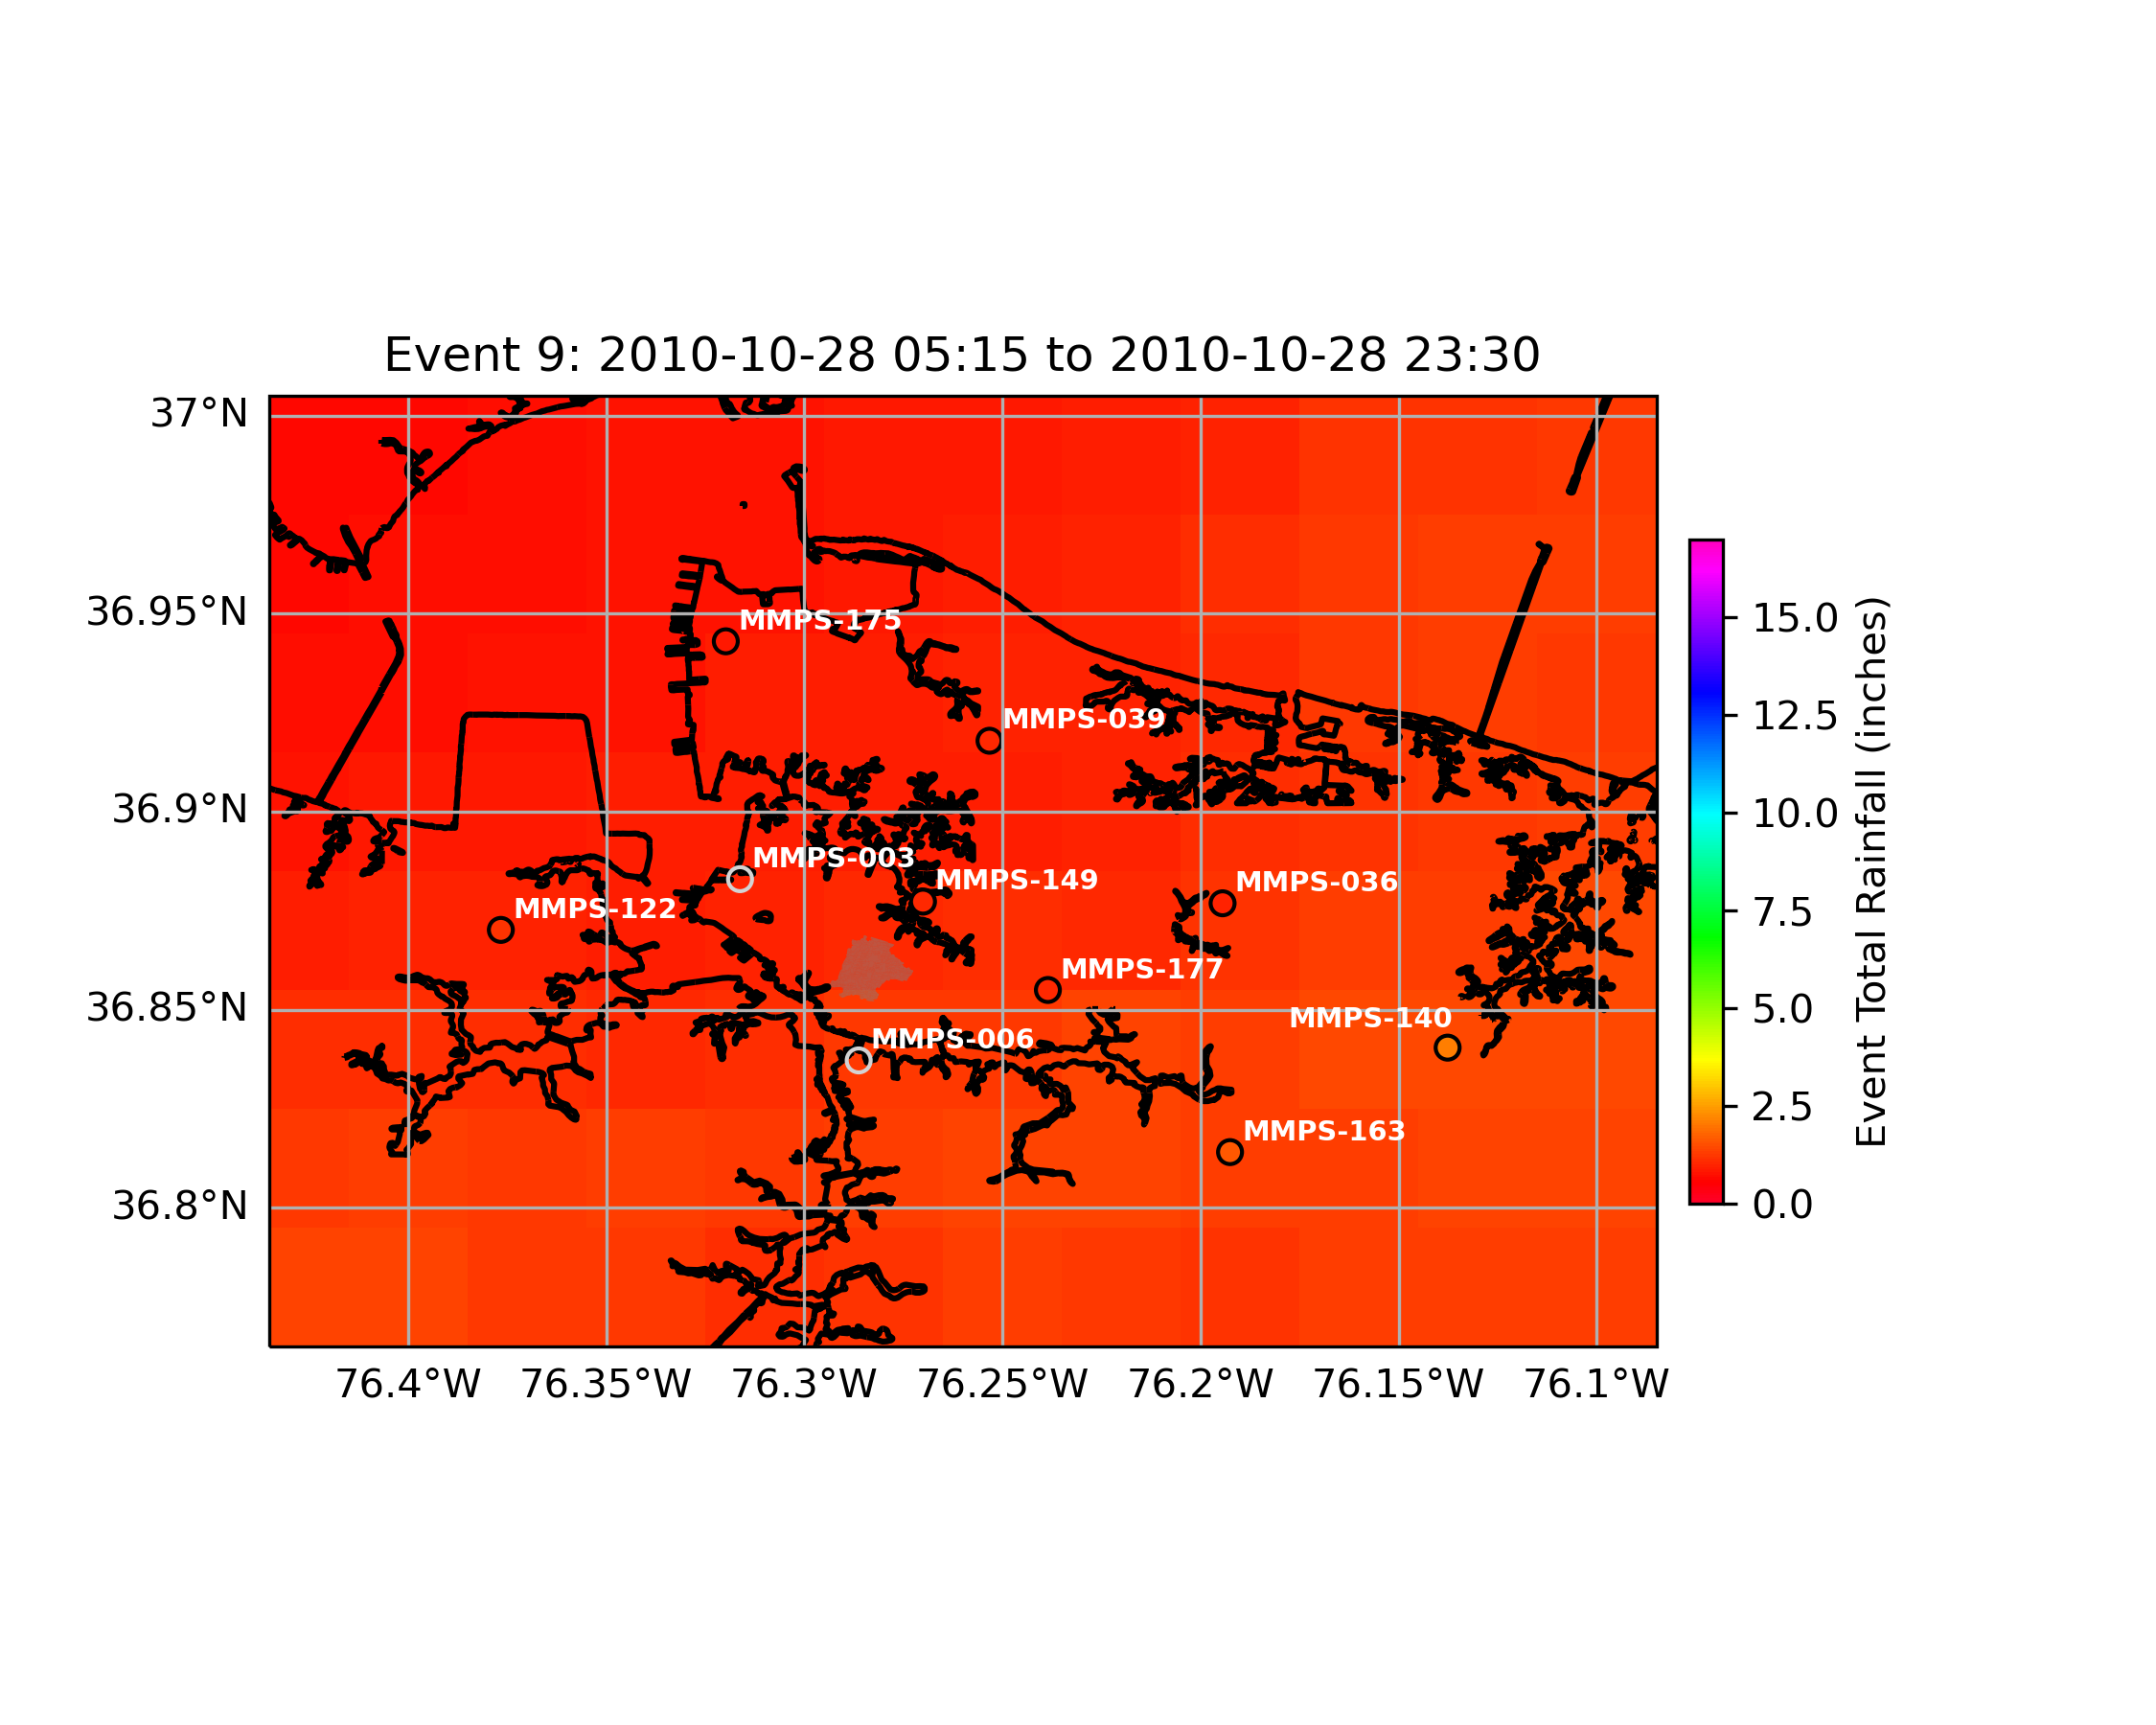 Event 9: 2010-10-28 05:15 to 2010-10-28 23:30
37°N
36.95°N
36.9°N
36.85°N
36.8°N
MMPS-175
MMPS-039
MMPS-003
MMPS-149
MMPS-036
MMPS-122
MMPS-177
MMPS-140
MMPS-006
MMPS-163
76.4°W
76.35°W
76.3°W
76.25°W
76.2°W
76.15°W
76.1°W
15.0
12.5
10.0
7.5
5.0
2.5
0.0
Event Total Rainfall (inches)